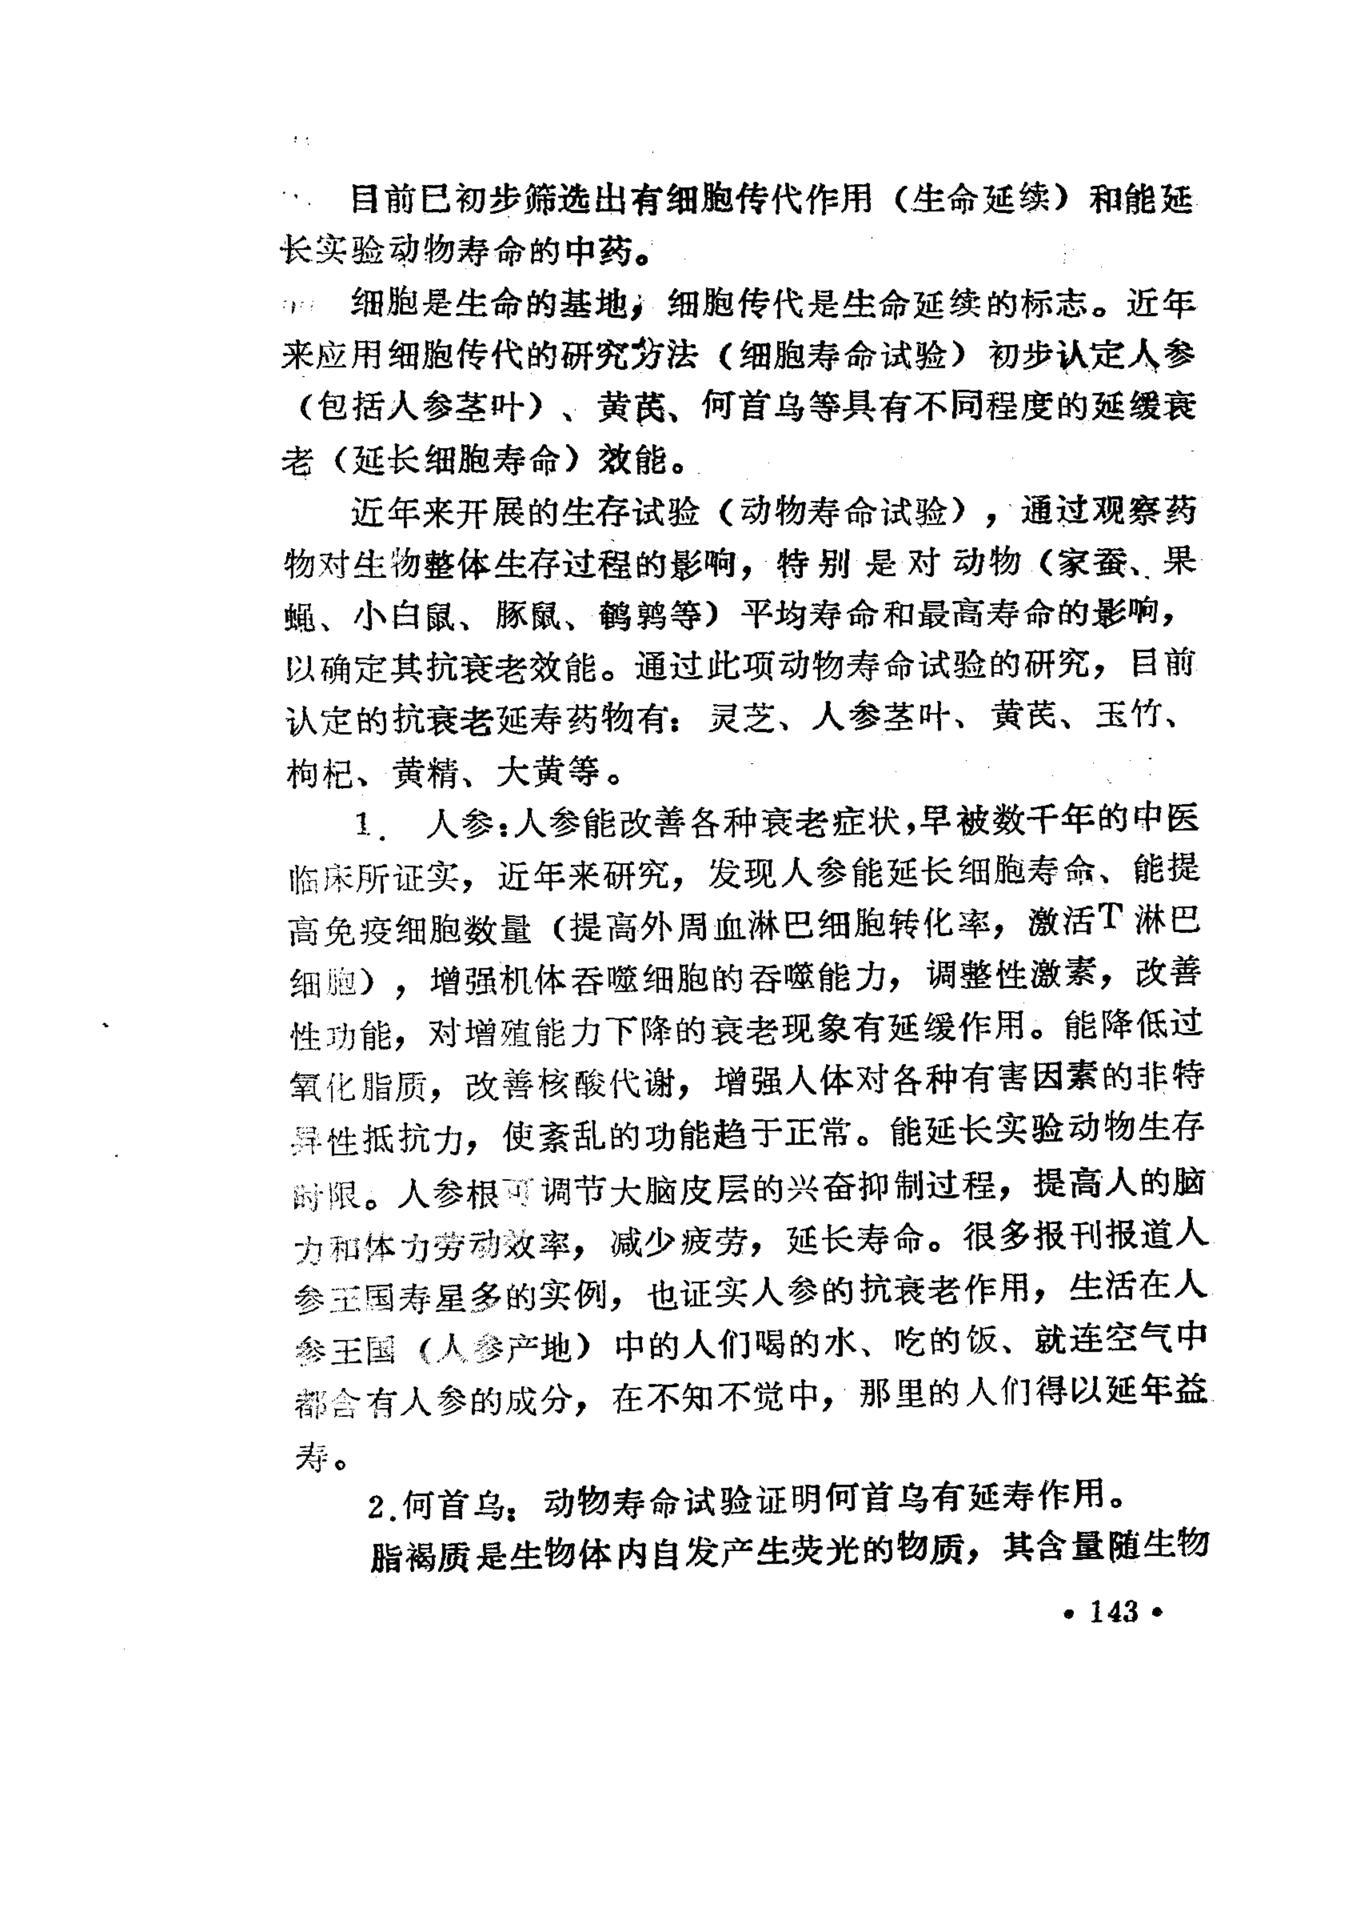 目前已初步筛选出有细胞传代作用（生命延续）和能延
长实验动物寿命的中药。
细胞是生命的基地，细胞传代是生命延续的标志。近年
来应用细胞传代的研究方法（细胞寿命试验）初步认定人参
（包括人参茎叶）、黄芪、何首乌等具有不同程度的延缓衰
老（延长细胞寿命）效能。
近年来开展的生存试验（动物寿命试验），通过观察药
物对生物整体生存过程的影响，特别是对动物（家蚕、果
蝇、小白鼠、豚鼠、鹌鹑等）平均寿命和最高寿命的影响，
以确定其抗衰老效能。通过此项动物寿命试验的研究，目前
认定的抗衰老延寿药物有：灵芝、人参茎叶、黄芪、玉竹、
枸杞、黄精、大黄等。
1. 人参：人参能改善各种衰老症状，早被数千年的中医
临床所证实，近年来研究，发现人参能延长细胞寿命、能提
高免疫细胞数量（提高外周血淋巴细胞转化率，激活T淋巴
细胞），增强机体吞噬细胞的吞噬能力，调整性激素，改善
性功能，对增殖能力下降的衰老现象有延缓作用。能降低过
氧化脂质，改善核酸代谢，增强人体对各种有害因素的非特
异性抵抗力，使紊乱的功能趋于正常。能延长实验动物生存
时限。人参根可调节大脑皮层的兴奋抑制过程，提高人的脑
力和体力劳动效率，减少疲劳，延长寿命。很多报刊报道人
参王国寿星多的实例，也证实人参的抗衰老作用，生活在人
参王国（人参产地）中的人们喝的水、吃的饭、就连空气中
都含有人参的成分，在不知不觉中，那里的人们得以延年益
寿。
2.何首乌：动物寿命试验证明何首乌有延寿作用。
脂褐质是生物体内自发产生荧光的物质，其含量随生物
• 143 •